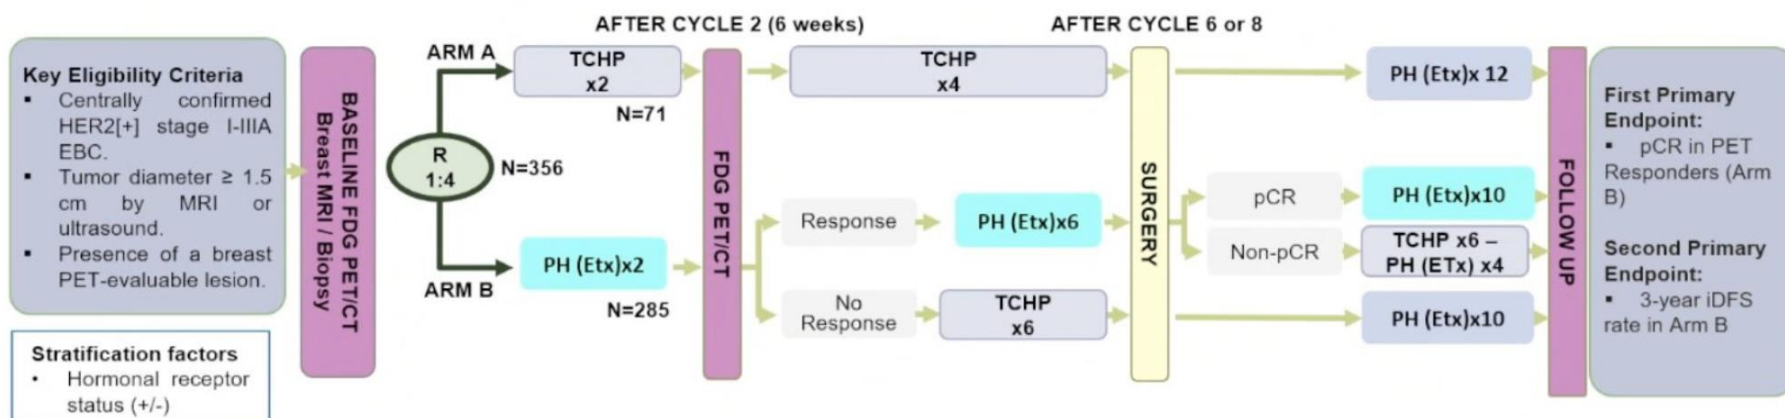 AFTER CYCLE 2 (6 weeks)
AFTER CYCLE 6 or 8
Key Eligibility Criteria
▪ Centrally confirmed
HER2[+] stage I-IIIA
EBC.
▪ Tumor diameter ≥ 1.5
cm by MRI or
ultrasound.
▪ Presence of a breast
PET-evaluable lesion.
Stratification factors
• Hormonal receptor
status (+/-)
BASELINE FDG PET/CT
Breast MRI / Biopsy
R
1:4
N=356
ARM A
TCHP
x2
N=71
ARM B
PH (Etx)x2
N=285
FDG PET/CT
TCHP
x4
Response
PH (Etx)x6
No
Response
TCHP
x6
SURGERY
PH (Etx)x 12
pCR
PH (Etx)x10
Non-pCR
TCHP x6 –
PH (ETx) x4
PH (Etx)x10
FOLLOW UP
First Primary
Endpoint:
▪ pCR in PET
Responders (Arm
B)
Second Primary
Endpoint:
▪ 3-year iDFS
rate in Arm B